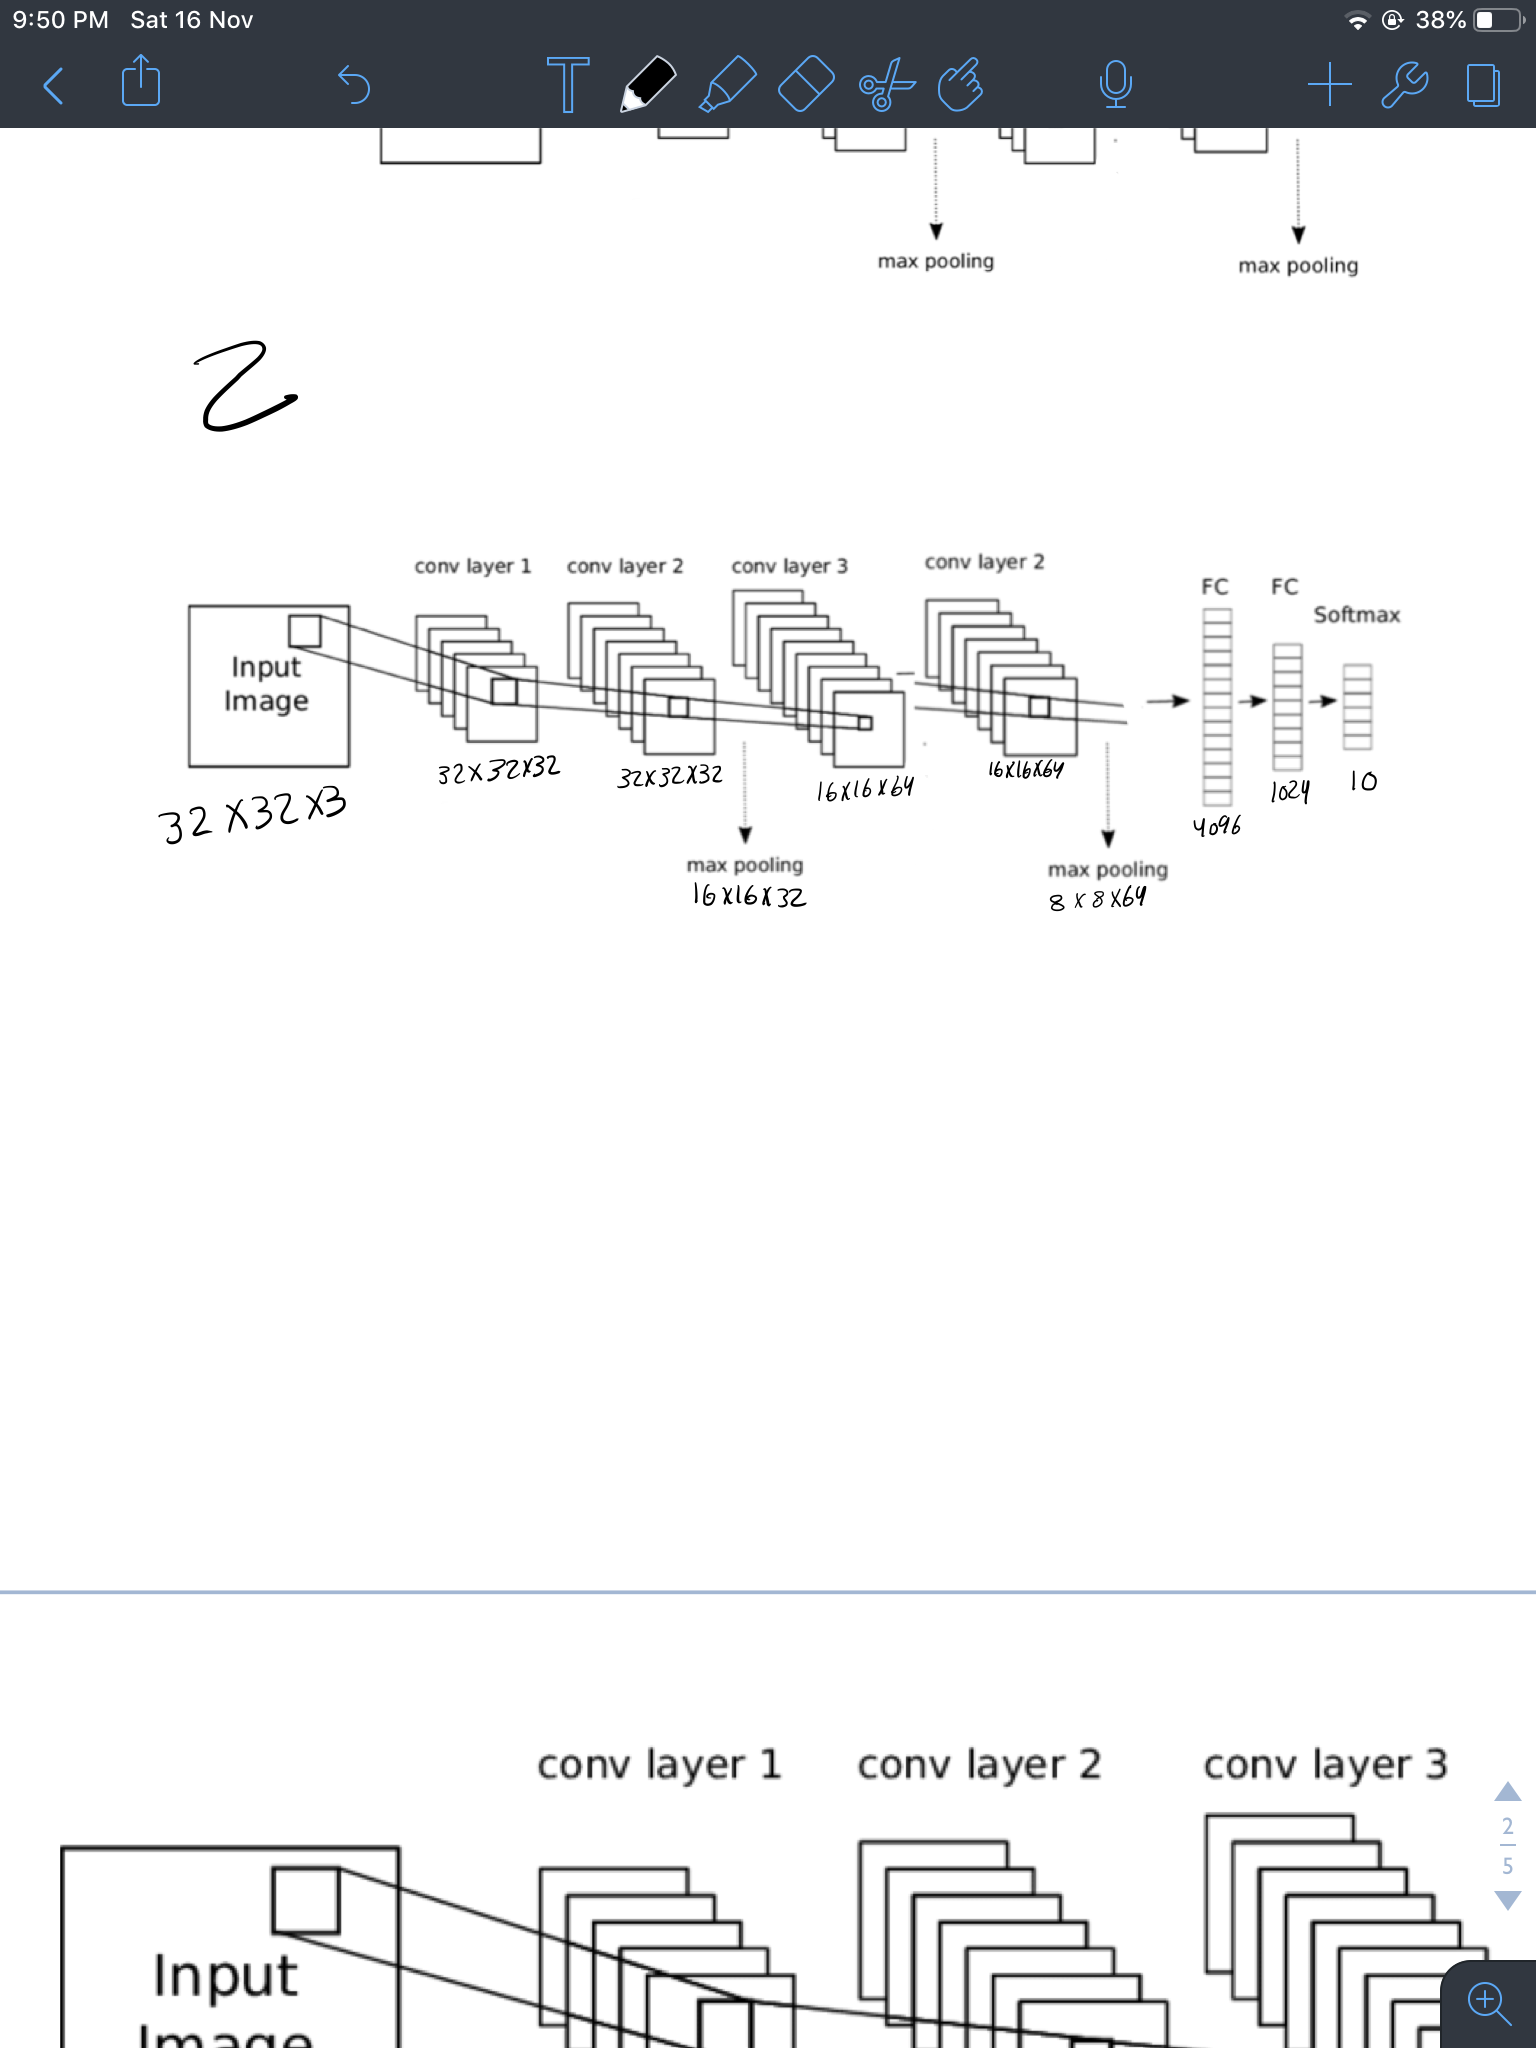 9:50 PM Sat 16 Nov
38%
max pooling
max pooling
2
conv layer 1
conv layer 2
conv layer 3
conv layer 2
FC
FC
Softmax
Input
Image
32X32X3
32X32X32
32X32X32
16X16X64
16X16X64
4096
1024
10
max pooling
16X16X32
max pooling
8X8X64
conv layer 1
conv layer 2
conv layer 3
2
5
Input
Image